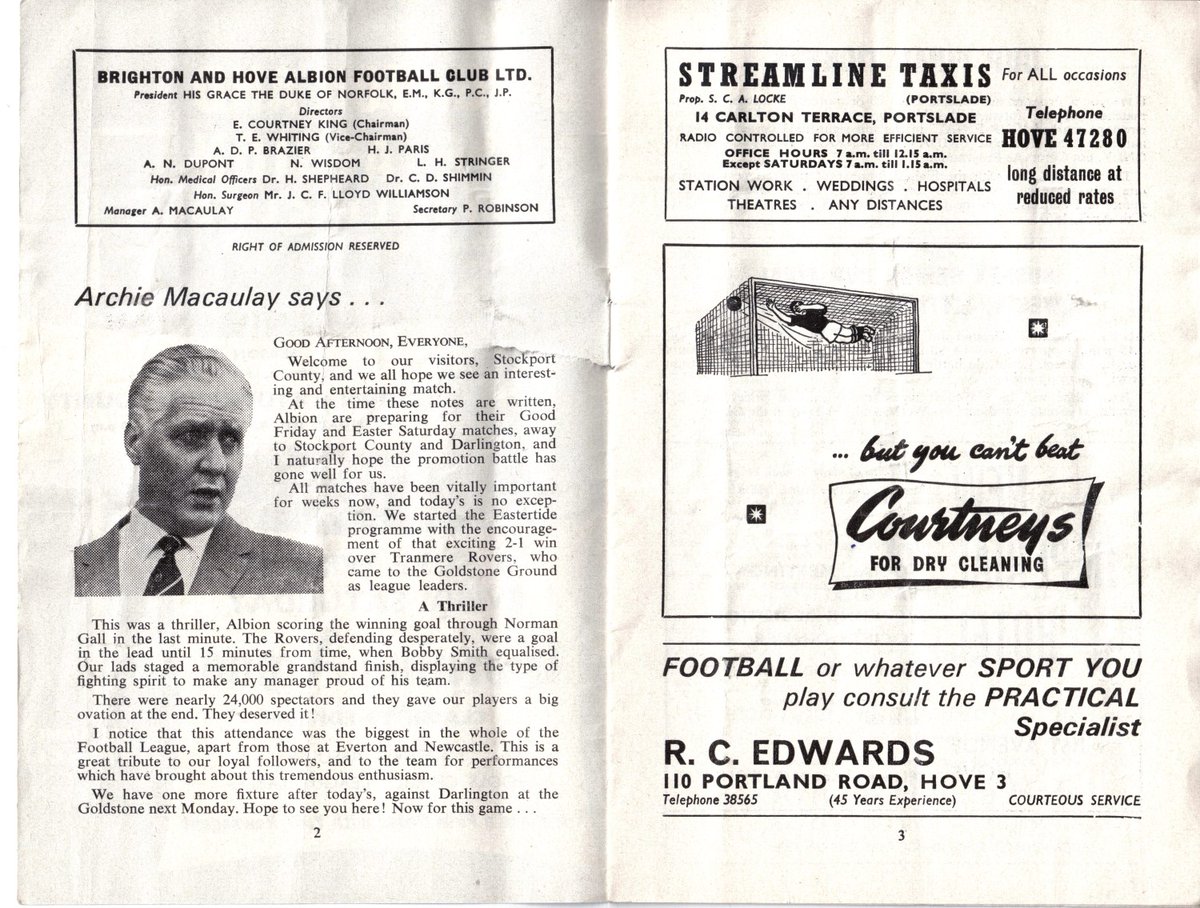 BRIGHTON AND HOVE ALBION FOOTBALL CLUB LTD.
President HIS GRACE THE DUKE OF NORFOLK, E.M., K.G., P.C., J.P.
Directors
E. COURTNEY KING (Chairman)
T. E. WHITING (Vice-Chairman)
A. D. P. BRAZIER H. J. PARIS
A. N. DUPONT N. WISDOM L. H. STRINGER
Hon. Medical Officers Dr. H. SHEPHEARD Dr. C. D. SHIMMIN
Hon. Surgeon Mr. J. C. F. LLOYD WILLIAMSON
Manager A. MACAULAY Secretary P. ROBINSON
RIGHT OF ADMISSION RESERVED
Archie Macaulay says . . .
GOOD AFTERNOON, EVERYONE,
Welcome to our visitors, Stockport
County, and we all hope we see an interest-
ing and entertaining match.
At the time these notes are written,
Albion are preparing for their Good
Friday and Easter Saturday matches, away
to Stockport County and Darlington, and
I naturally hope the promotion battle has
gone well for us.
All matches have been vitally important
for weeks now, and today's is no excep-
tion. We started the Eastertide
programme with the encourage-
ment of that exciting 2-1 win
over Tranmere Rovers, who
came to the Goldstone Ground
as league leaders.
A Thriller
This was a thriller, Albion scoring the winning goal through Norman
Gall in the last minute. The Rovers, defending desperately, were a goal
in the lead until 15 minutes from time, when Bobby Smith equalised.
Our lads staged a memorable grandstand finish, displaying the type of
fighting spirit to make any manager proud of his team.
There were nearly 24,000 spectators and they gave our players a big
ovation at the end. They deserved it!
I notice that this attendance was the biggest in the whole of the
Football League, apart from those at Everton and Newcastle. This is a
great tribute to our loyal followers, and to the team for performances
which have brought about this tremendous enthusiasm.
We have one more fixture after today's, against Darlington at the
Goldstone next Monday. Hope to see you here! Now for this game . . .
2
STREAMLINE TAXIS For ALL occasions
Prop. S. C. A. LOCKE (PORTSLADE)
14 CARLTON TERRACE, PORTSLADE
Telephone
RADIO CONTROLLED FOR MORE EFFICIENT SERVICE
HOVE 47280
OFFICE HOURS 7 a.m. till 12.15 a.m.
Except SATURDAYS 7 a.m. till 1.15 a.m.
long distance at
reduced rates
STATION WORK . WEDDINGS . HOSPITALS
THEATRES . ANY DISTANCES
... but you can't beat
Courtneys
FOR DRY CLEANING
FOOTBALL or whatever SPORT YOU
play consult the PRACTICAL
Specialist
R. C. EDWARDS
110 PORTLAND ROAD, HOVE 3
Telephone 38565 (45 Years Experience) COURTEOUS SERVICE
3